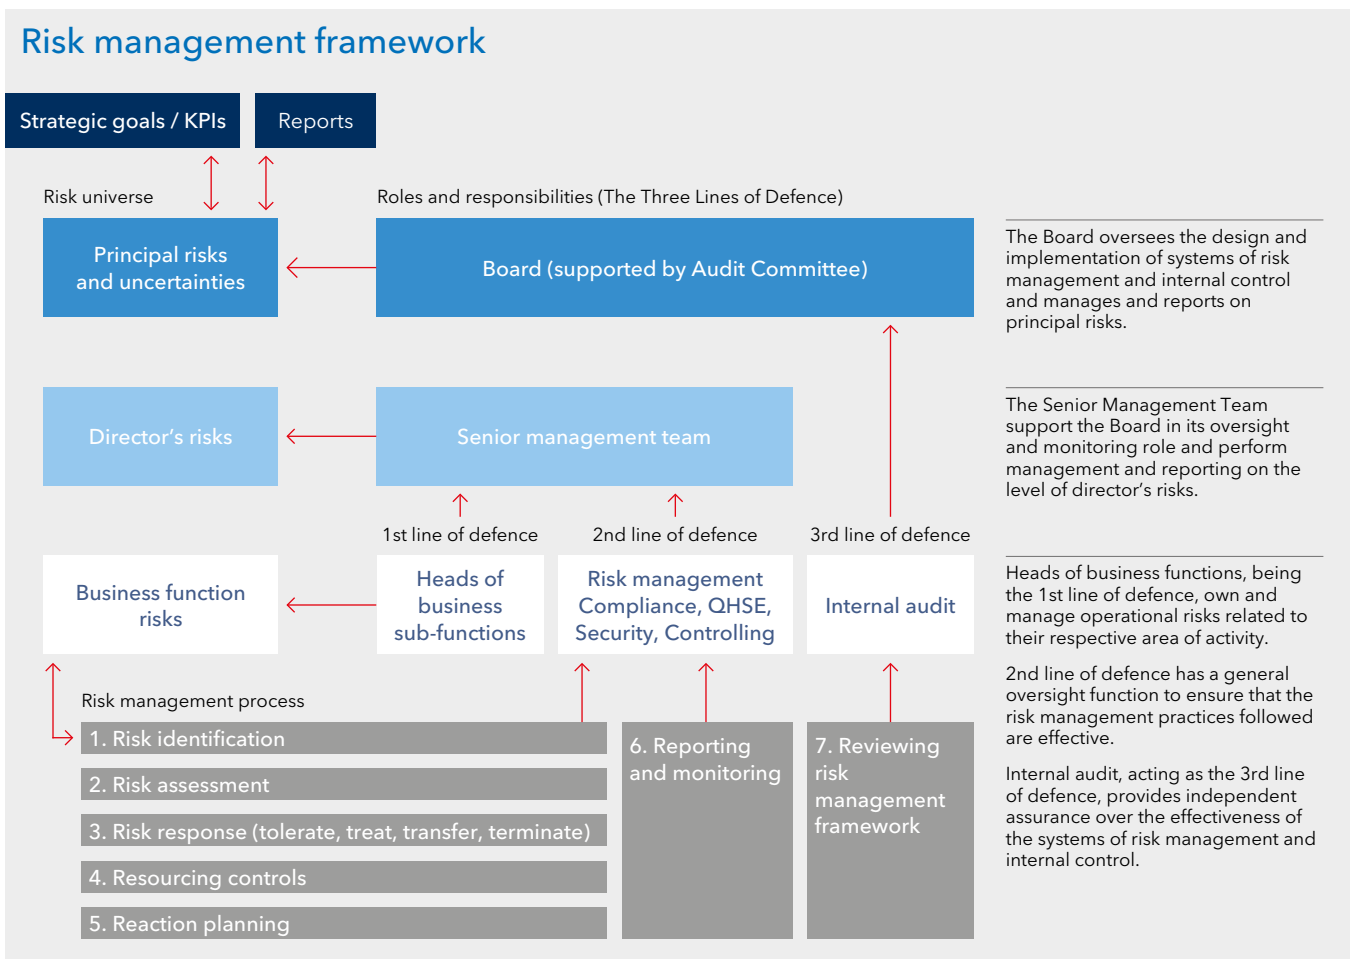 Risk management framework
Strategic goals / KPIs
Reports
Risk universe
Roles and responsibilities (The Three Lines of Defence)
Principal risks
and uncertainties
Board (supported by Audit Committee)
The Board oversees the design and
implementation of systems of risk
management and internal control
and manages and reports on
principal risks.
Director’s risks
Senior management team
The Senior Management Team
support the Board in its oversight
and monitoring role and perform
management and reporting on the
level of director’s risks.
1st line of defence
2nd line of defence
3rd line of defence
Business function
risks
Heads of
business
sub-functions
Risk management
Compliance, QHSE,
Security, Controlling
Internal audit
Heads of business functions, being
the 1st line of defence, own and
manage operational risks related to
their respective area of activity.
2nd line of defence has a general
oversight function to ensure that the
risk management practices followed
are effective.
Internal audit, acting as the 3rd line
of defence, provides independent
assurance over the effectiveness of
the systems of risk management and
internal control.
Risk management process
1. Risk identification
2. Risk assessment
3. Risk response (tolerate, treat, transfer, terminate)
4. Resourcing controls
5. Reaction planning
6. Reporting
and monitoring
7. Reviewing
risk
management
framework